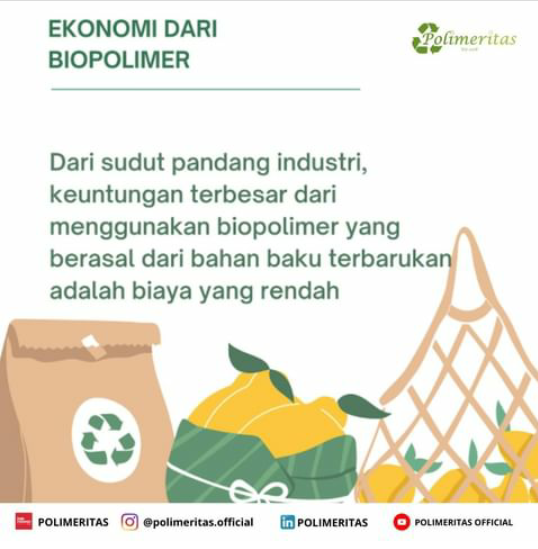 EKONOMI DARI
BIOPOLIMER
Polimeritas
Dari sudut pandang industri,
keuntungan terbesar dari
menggunakan biopolimer yang
berasal dari bahan baku terbarukan
adalah biaya yang rendah
POLIMERITAS
@polimeritas.official
in POLIMERITAS
POLIMERITAS OFFICIAL